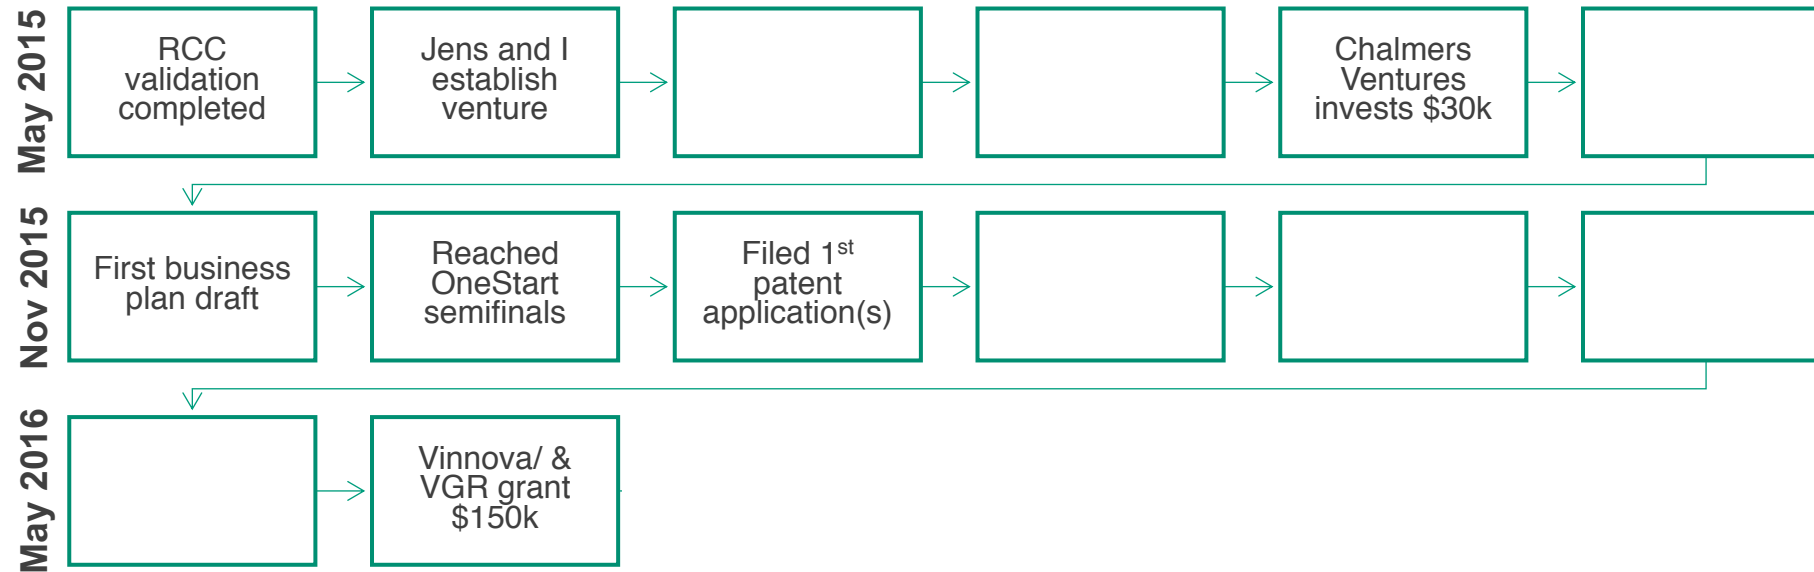 May 2015
RCC
validation
completed
Jens and I
establish
venture
Chalmers
Ventures
invests $30k
Nov 2015
First business
plan draft
Reached
OneStart
semifinals
Filed 1st
patent
application(s)
May 2016
Vinnova/ &
VGR grant
$150k